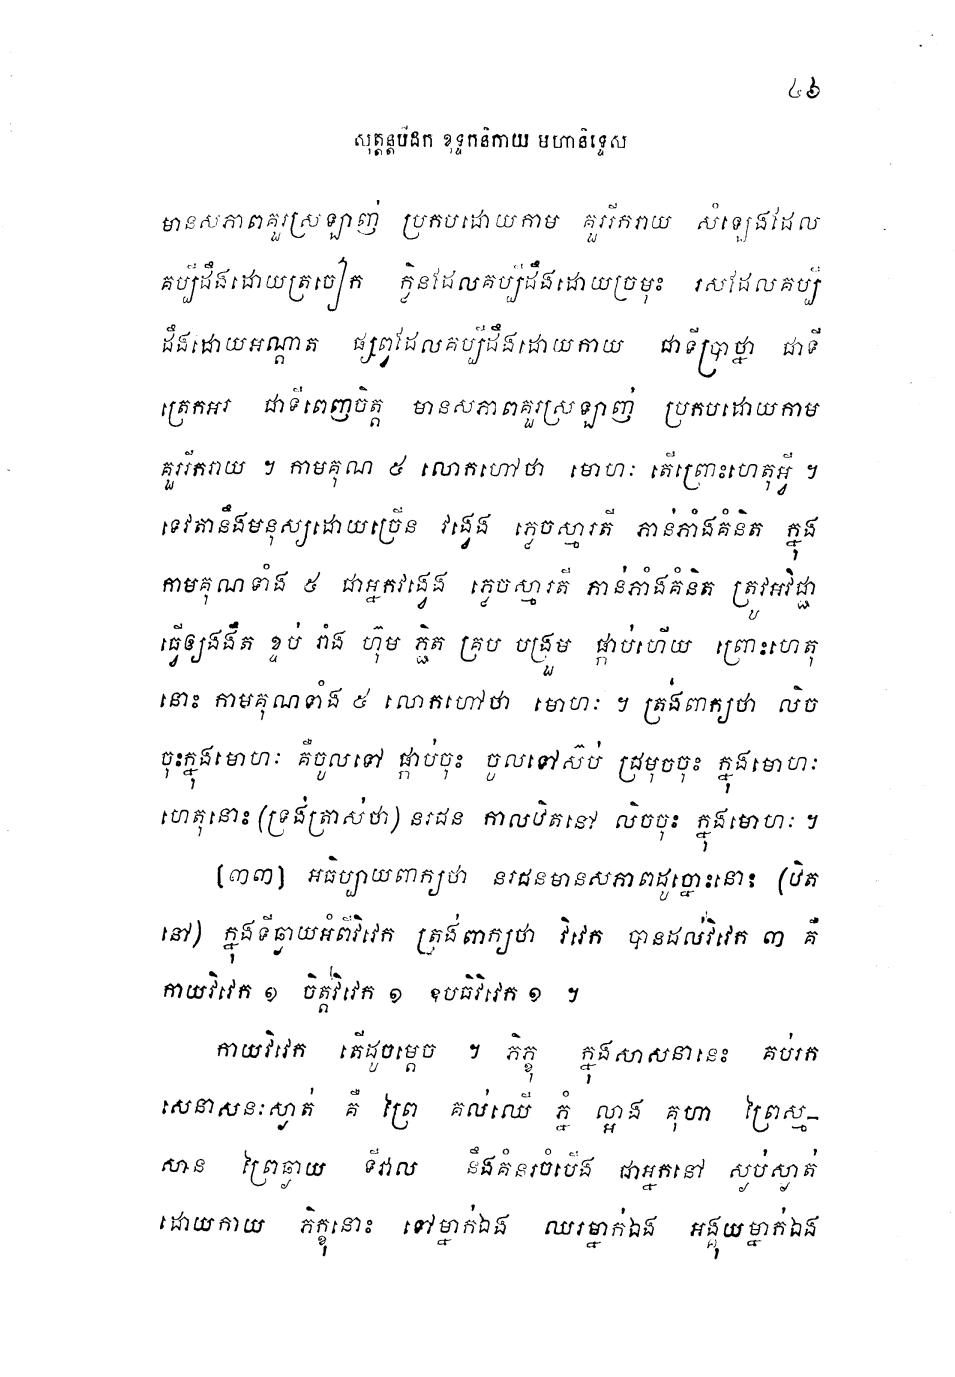 ៤៦
សុត្តន្តបិដក ខុទ្ទកនិកាយ មហានិទ្ទេស
មានសភាពគួរស្រឡាញ់ ប្រកបដោយកាម គួររីករាយ សំឡេងដែល
គប្បីដឹងដោយត្រចៀក ក្លិនដែលគប្បីដឹងដោយច្រមុះ រសដែលគប្បី
ដឹងដោយអណ្តាត ផ្សព្វដែលគប្បីដឹងដោយកាយ ជាទីប្រាថ្នា ជាទី
ត្រេកអរ ជាទីពេញចិត្ត មានសភាពគួរស្រឡាញ់ ប្រកបដោយកាម
គួររីករាយ ។ កាមគុណ ៥ លោកហៅថា មោហៈ តើព្រោះហេតុអ្វី ។
ទេវតានឹងមនុស្សដោយច្រើន វង្វេង ភ្លេចស្មារតី ភាន់ភាំងគំនិត ក្នុង
កាមគុណទាំង ៥ ជាអ្នកវង្វេង ភ្លេចស្មារតី ភាន់ភាំងគំនិត ត្រូវអវិជ្ជា
ធ្វើឲ្យងងឹត ខ្ទប់ រាំង ហ៊ុម ភ្ជិត គ្រប បង្រួម ផ្កាប់ហើយ ព្រោះហេតុ
នោះ កាមគុណទាំង ៥ លោកហៅថា មោហៈ ។ ត្រង់ពាក្យថា លិច
ចុះក្នុងមោហៈ គឺចូលទៅ ផ្កាប់ចុះ ចូលទៅស៊ប់ ជ្រមុចចុះ ក្នុងមោហៈ
ហេតុនោះ (ទ្រង់ត្រាស់ថា) នរជន កាលឋិតនៅ លិចចុះ ក្នុងមោហៈ ។
[៣៣] អធិប្បាយពាក្យថា នរជនមានសភាពដូច្នោះនោះ (ឋិត
នៅ) ក្នុងទីឆ្ងាយអំពីវិវេក ត្រង់ពាក្យថា វិវេក បានដល់វិវេក ៣ គឺ
កាយវិវេក ១ ចិត្តវិវេក ១ ឧបធិវិវេក ១ ។
កាយវិវេក តើដូចម្តេច ។ ភិក្ខុ ក្នុងសាសនានេះ គប់រក
សេនាសនៈស្ងាត់ គឺ ព្រៃ គល់ឈើ ភ្នំ ល្អាង គុហា ព្រៃស្ម-
សាន ព្រៃឆ្ងាយ ទីវាល នឹងគំនរចំបើង ជាអ្នកនៅ ស្ងប់ស្ងាត់
ដោយកាយ ភិក្ខុនោះ ទៅម្នាក់ឯង ឈរម្នាក់ឯង អង្គុយម្នាក់ឯង